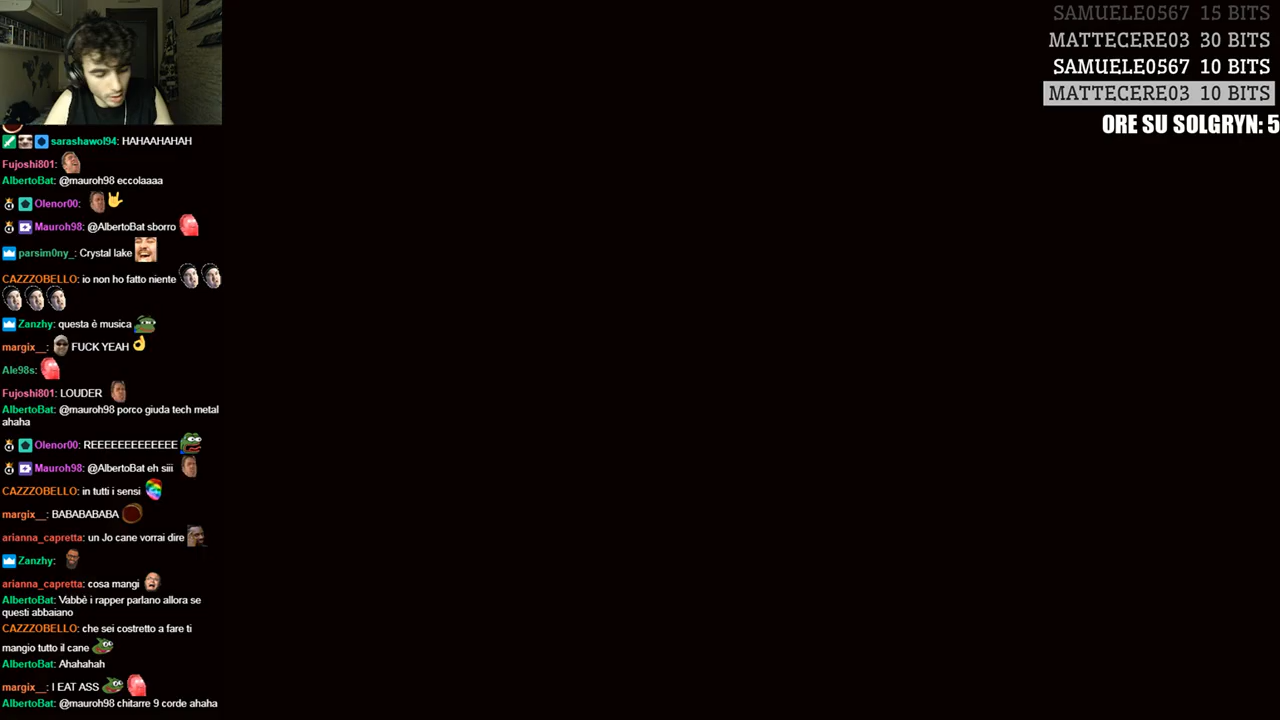 SAMUELE0567 15 BITS
MATTECERE03 30 BITS
SAMUELE0567 10 BITS
MATTECERE03 10 BITS
ORE SU SOLGRYN: 5
sarashawol94: HAHAAHAHAH
Fujoshi801:
AlbertoBat: @mauroh98 eccolaaaa
Olenor00:
Mauroh98: @AlbertoBat sborro
parsim0ny_: Crystal lake
CAZZZOBELLO: io non ho fatto niente
Zanzhy: questa è musica
margix__: FUCK YEAH
Ale98s:
Fujoshi801: LOUDER
AlbertoBat: @mauroh98 porco giuda tech metal
ahaha
Olenor00: REEEEEEEEEEEEE
Mauroh98: @AlbertoBat eh siii
CAZZZOBELLO: in tutti i sensi
margix__: BABABABABA
arianna_capretta: un Jo cane vorrai dire
Zanzhy:
arianna_capretta: cosa mangi
AlbertoBat: Vabbè i rapper parlano allora se
questi abbaiano
CAZZZOBELLO: che sei costretto a fare ti
mangio tutto il cane
AlbertoBat: Ahahahah
margix__: I EAT ASS
AlbertoBat: @mauroh98 chitarre 9 corde ahaha